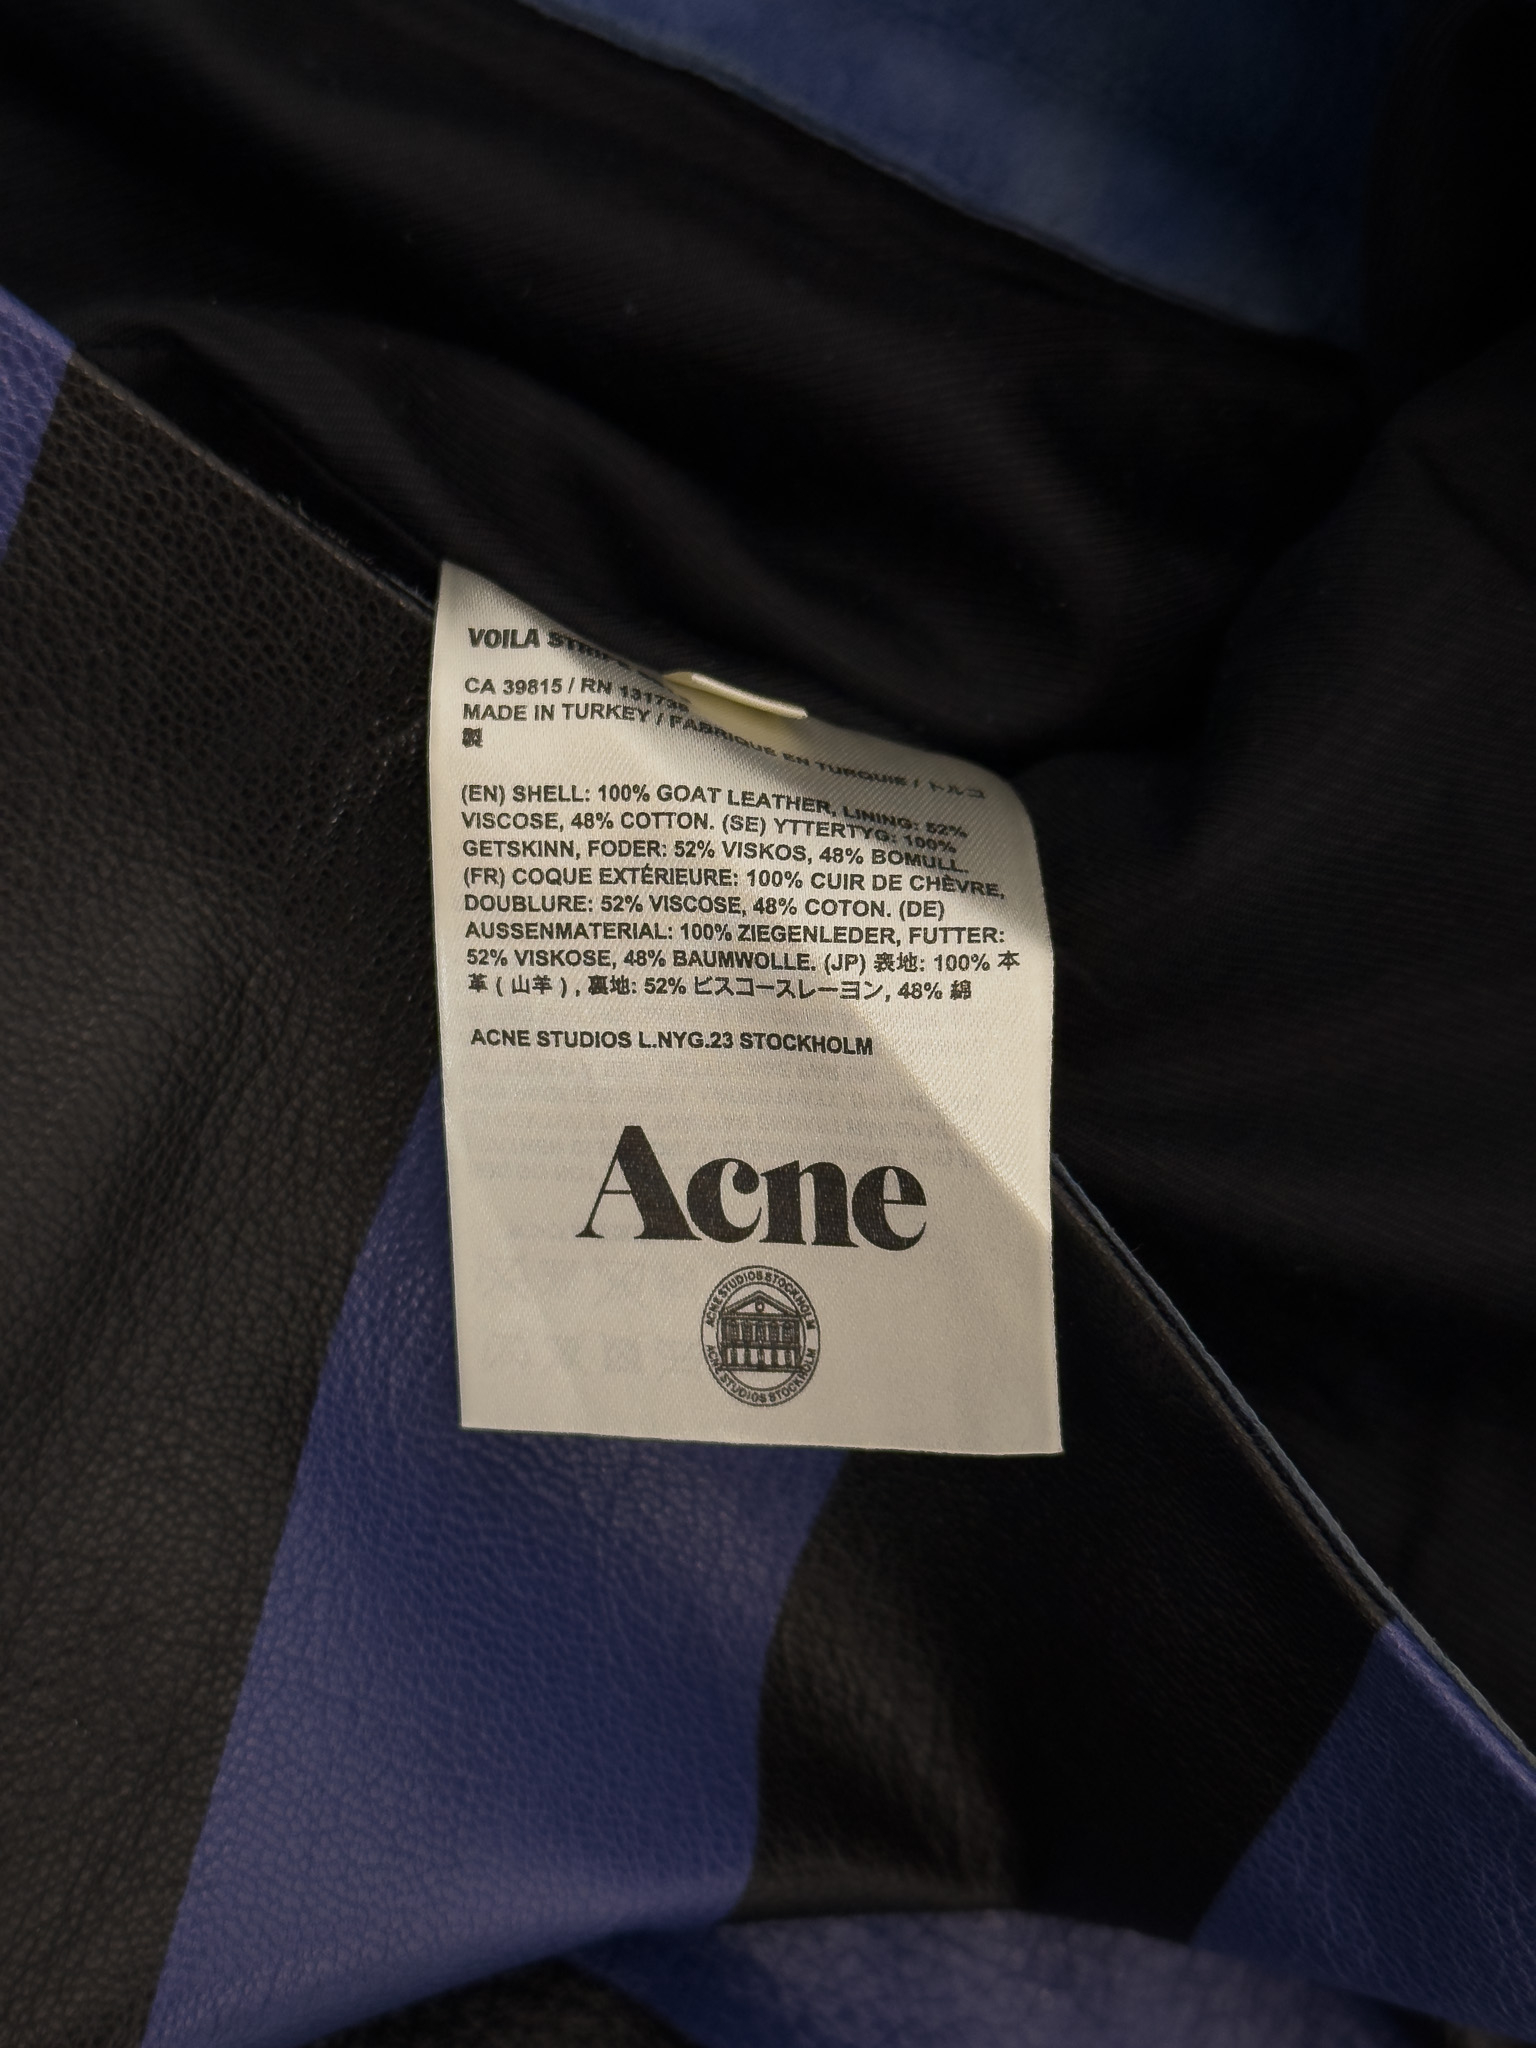 VOILA STRIPE
CA 39815 / RN 131735
MADE IN TURKEY / FABRIQUE EN TURQUIE / トルコ
製
(EN) SHELL: 100% GOAT LEATHER, LINING: 52%
VISCOSE, 48% COTTON. (SE) YTTERTYG: 100%
GETSKINN, FODER: 52% VISKOS, 48% BOMULL.
(FR) COQUE EXTÉRIEURE: 100% CUIR DE CHÈVRE,
DOUBLURE: 52% VISCOSE, 48% COTON. (DE)
AUSSENMATERIAL: 100% ZIEGENLEDER, FUTTER:
52% VISKOSE, 48% BAUMWOLLE. (JP) 表地: 100% 本
革 ( 山羊 ) , 裏地: 52% ビスコースレーヨン, 48% 綿
ACNE STUDIOS L.NYG.23 STOCKHOLM
Acne
ACNE STUDIOS STOCKHOLM
ACNE STUDIOS STOCKHOLM